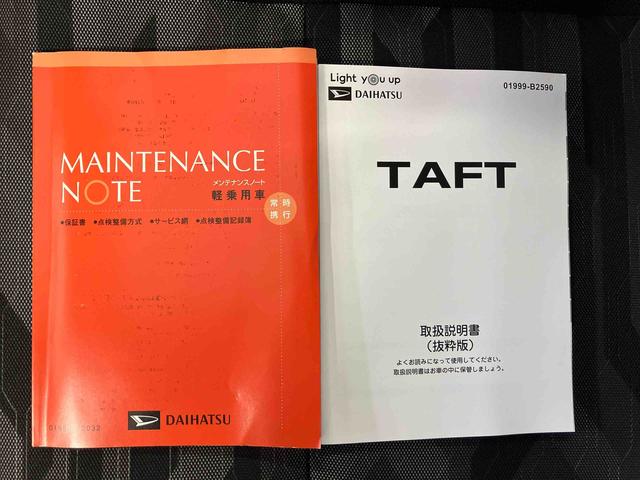 MAINTENANCE
NOTE
メンテナンスノート
軽乗用車
常時
携行
●保証書 ●点検整備方式 ●サービス網 ●点検整備記録簿
DAIHATSU
Light you up
DAIHATSU
01999-B2590
TAFT
取扱説明書
（抜粋版）
よくお読みになって使用してください。
取扱説明書はお車の中に保管しましょう。